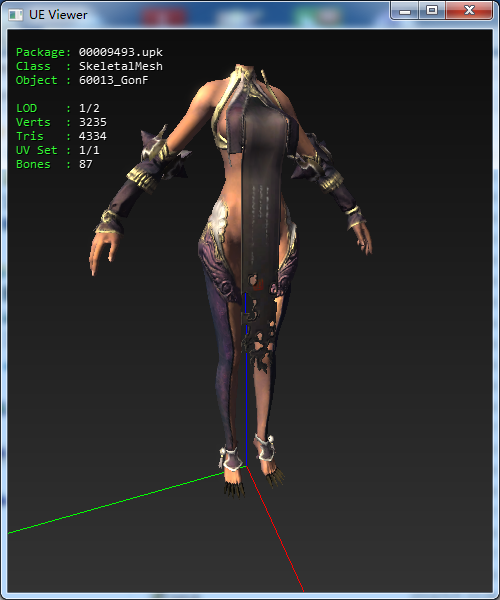 UE Viewer
Package: 00009493.upk
Class : SkeletalMesh
Object : 60013_GonF
LOD : 1/2
Verts : 3235
Tris : 4334
UV Set : 1/1
Bones : 87